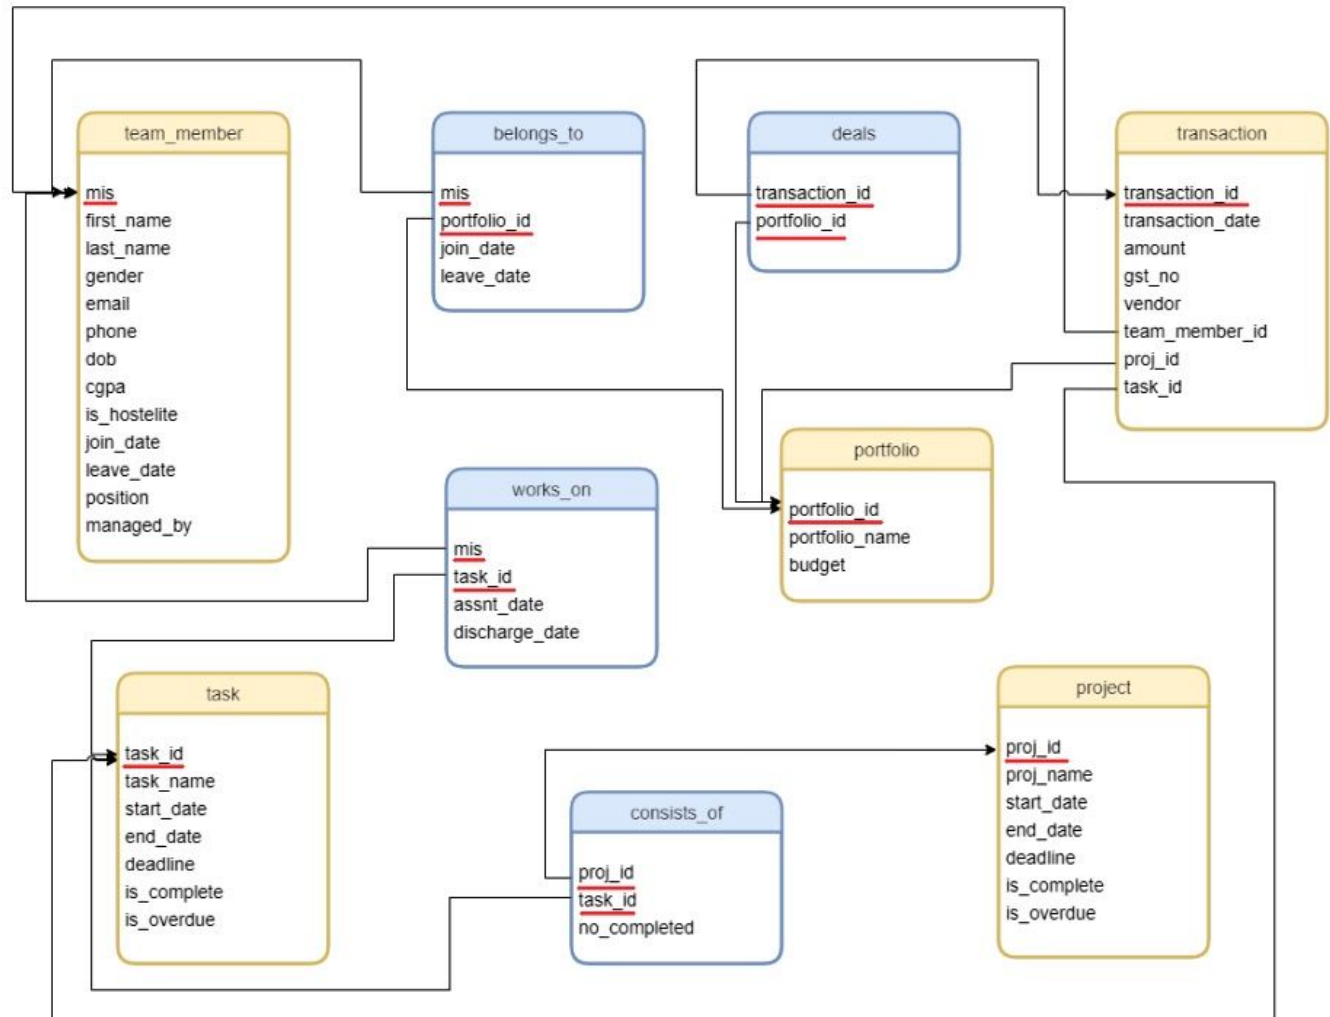 team_member
mis
first_name
last_name
gender
email
phone
dob
cgpa
is_hostelite
join_date
leave_date
position
managed_by
belongs_to
mis
portfolio_id
join_date
leave_date
deals
transaction_id
portfolio_id
transaction
transaction_id
transaction_date
amount
gst_no
vendor
team_member_id
proj_id
task_id
portfolio
portfolio_id
portfolio_name
budget
works_on
mis
task_id
assnt_date
discharge_date
task
task_id
task_name
start_date
end_date
deadline
is_complete
is_overdue
consists_of
proj_id
task_id
no_completed
project
proj_id
proj_name
start_date
end_date
deadline
is_complete
is_overdue